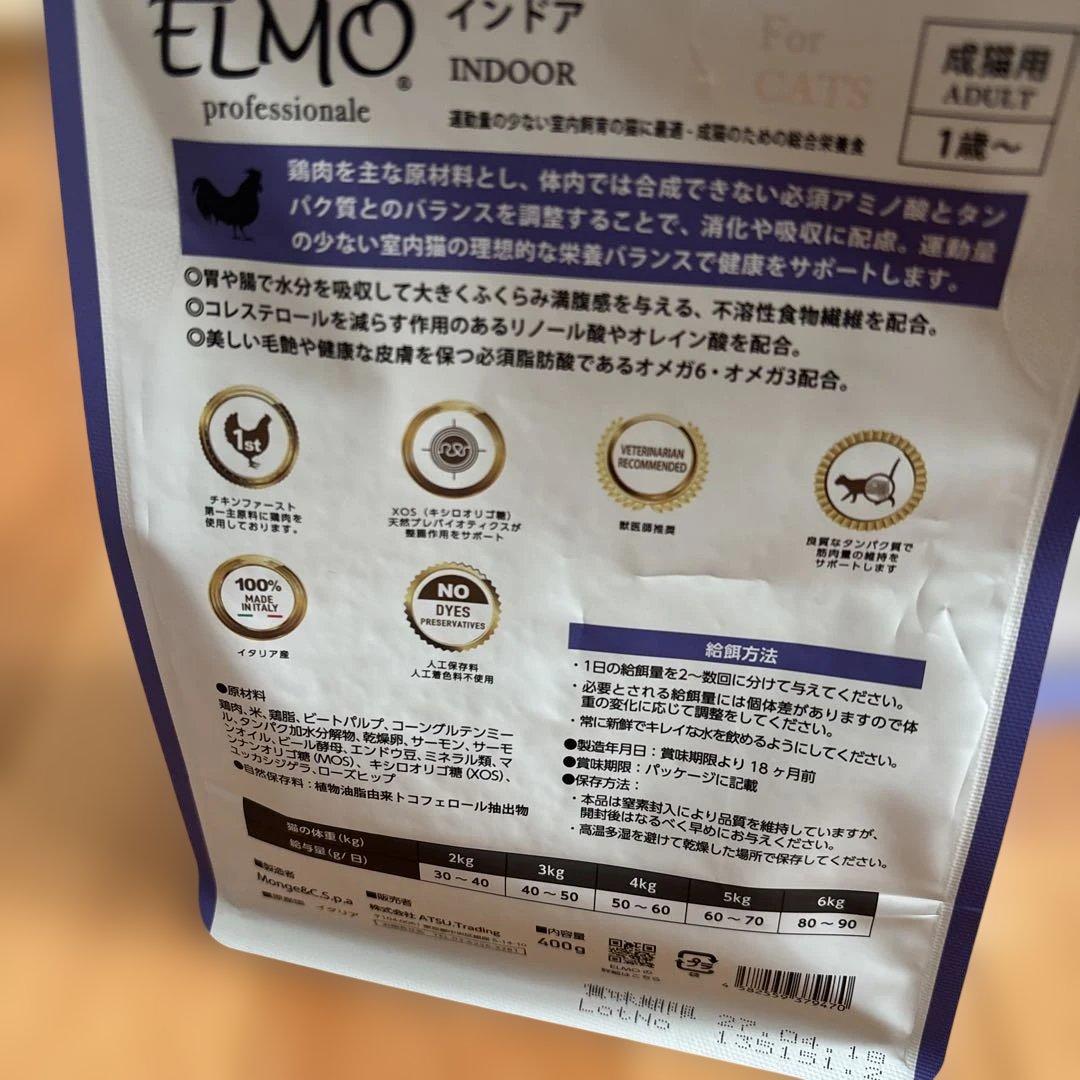 ELMO®
professionale
インドア
INDOOR
For
CATS
運動量の少ない室内飼育の猫に最適 - 成猫のための総合栄養食
成猫用
ADULT
1歳～
鶏肉を主な原材料とし、体内では合成できない必須アミノ酸とタン
パク質とのバランスを調整することで、消化や吸収に配慮。運動量
の少ない室内猫の理想的な栄養バランスで健康をサポートします。
◎胃や腸で水分を吸収して大きくふくらみ満腹感を与える、不溶性食物繊維を配合。
◎コレステロールを減らす作用のあるリノール酸やオレイン酸を配合。
◎美しい毛艶や健康な皮膚を保つ必須脂肪酸であるオメガ6・オメガ3配合。
1st
チキンファースト
第一主原料に鶏肉を
使用しております。
XOS（キシロオリゴ糖）
天然プレバイオティクスが
整腸作用をサポート
VETERINARIAN
RECOMMENDED
獣医師推奨
良質なタンパク質で
筋肉量の維持を
サポートします
100%
MADE
IN ITALY
イタリア産
NO
DYES
PRESERVATIVES
人工保存料
人工着色料不使用
●原材料
鶏肉、米、鶏脂、ビートパルプ、コーングルテンミー
ル、タンパク加水分解物、乾燥卵、サーモン、サーモ
ンオイル、ビール酵母、エンドウ豆、ミネラル類、マ
ンナンオリゴ糖（MOS）、キシロオリゴ糖（XOS）、
ユッカシジゲラ、ローズヒップ
●自然保存料：植物油脂由来トコフェロール抽出物
給餌方法
・1日の給餌量を2～数回に分けて与えてください。
・必要とされる給餌量には個体差がありますので体
重の変化に応じて調整をしてください。
・常に新鮮でキレイな水を飲めるようにしてください。
●製造年月日：賞味期限より 18 ヶ月前
●賞味期限：パッケージに記載
●保存方法：
・本品は窒素封入により品質を維持していますが、
開封後はなるべく早めにお与えください。
・高温多湿を避けて乾燥した場所で保存してください。
猫の体重(kg) 2kg 3kg 4kg 5kg 6kg
給与量(g/日) 30～40 40～50 50～60 60～70 80～90
■製造者
Monge&C.S.p.a
■原産国 イタリア
■販売者
株式会社 ATSU.Trading
■内容量
400g
ELMOの
詳細はこちら
プラ
袋
4 582559 379470
賞味期限 27.04.18
LotNo